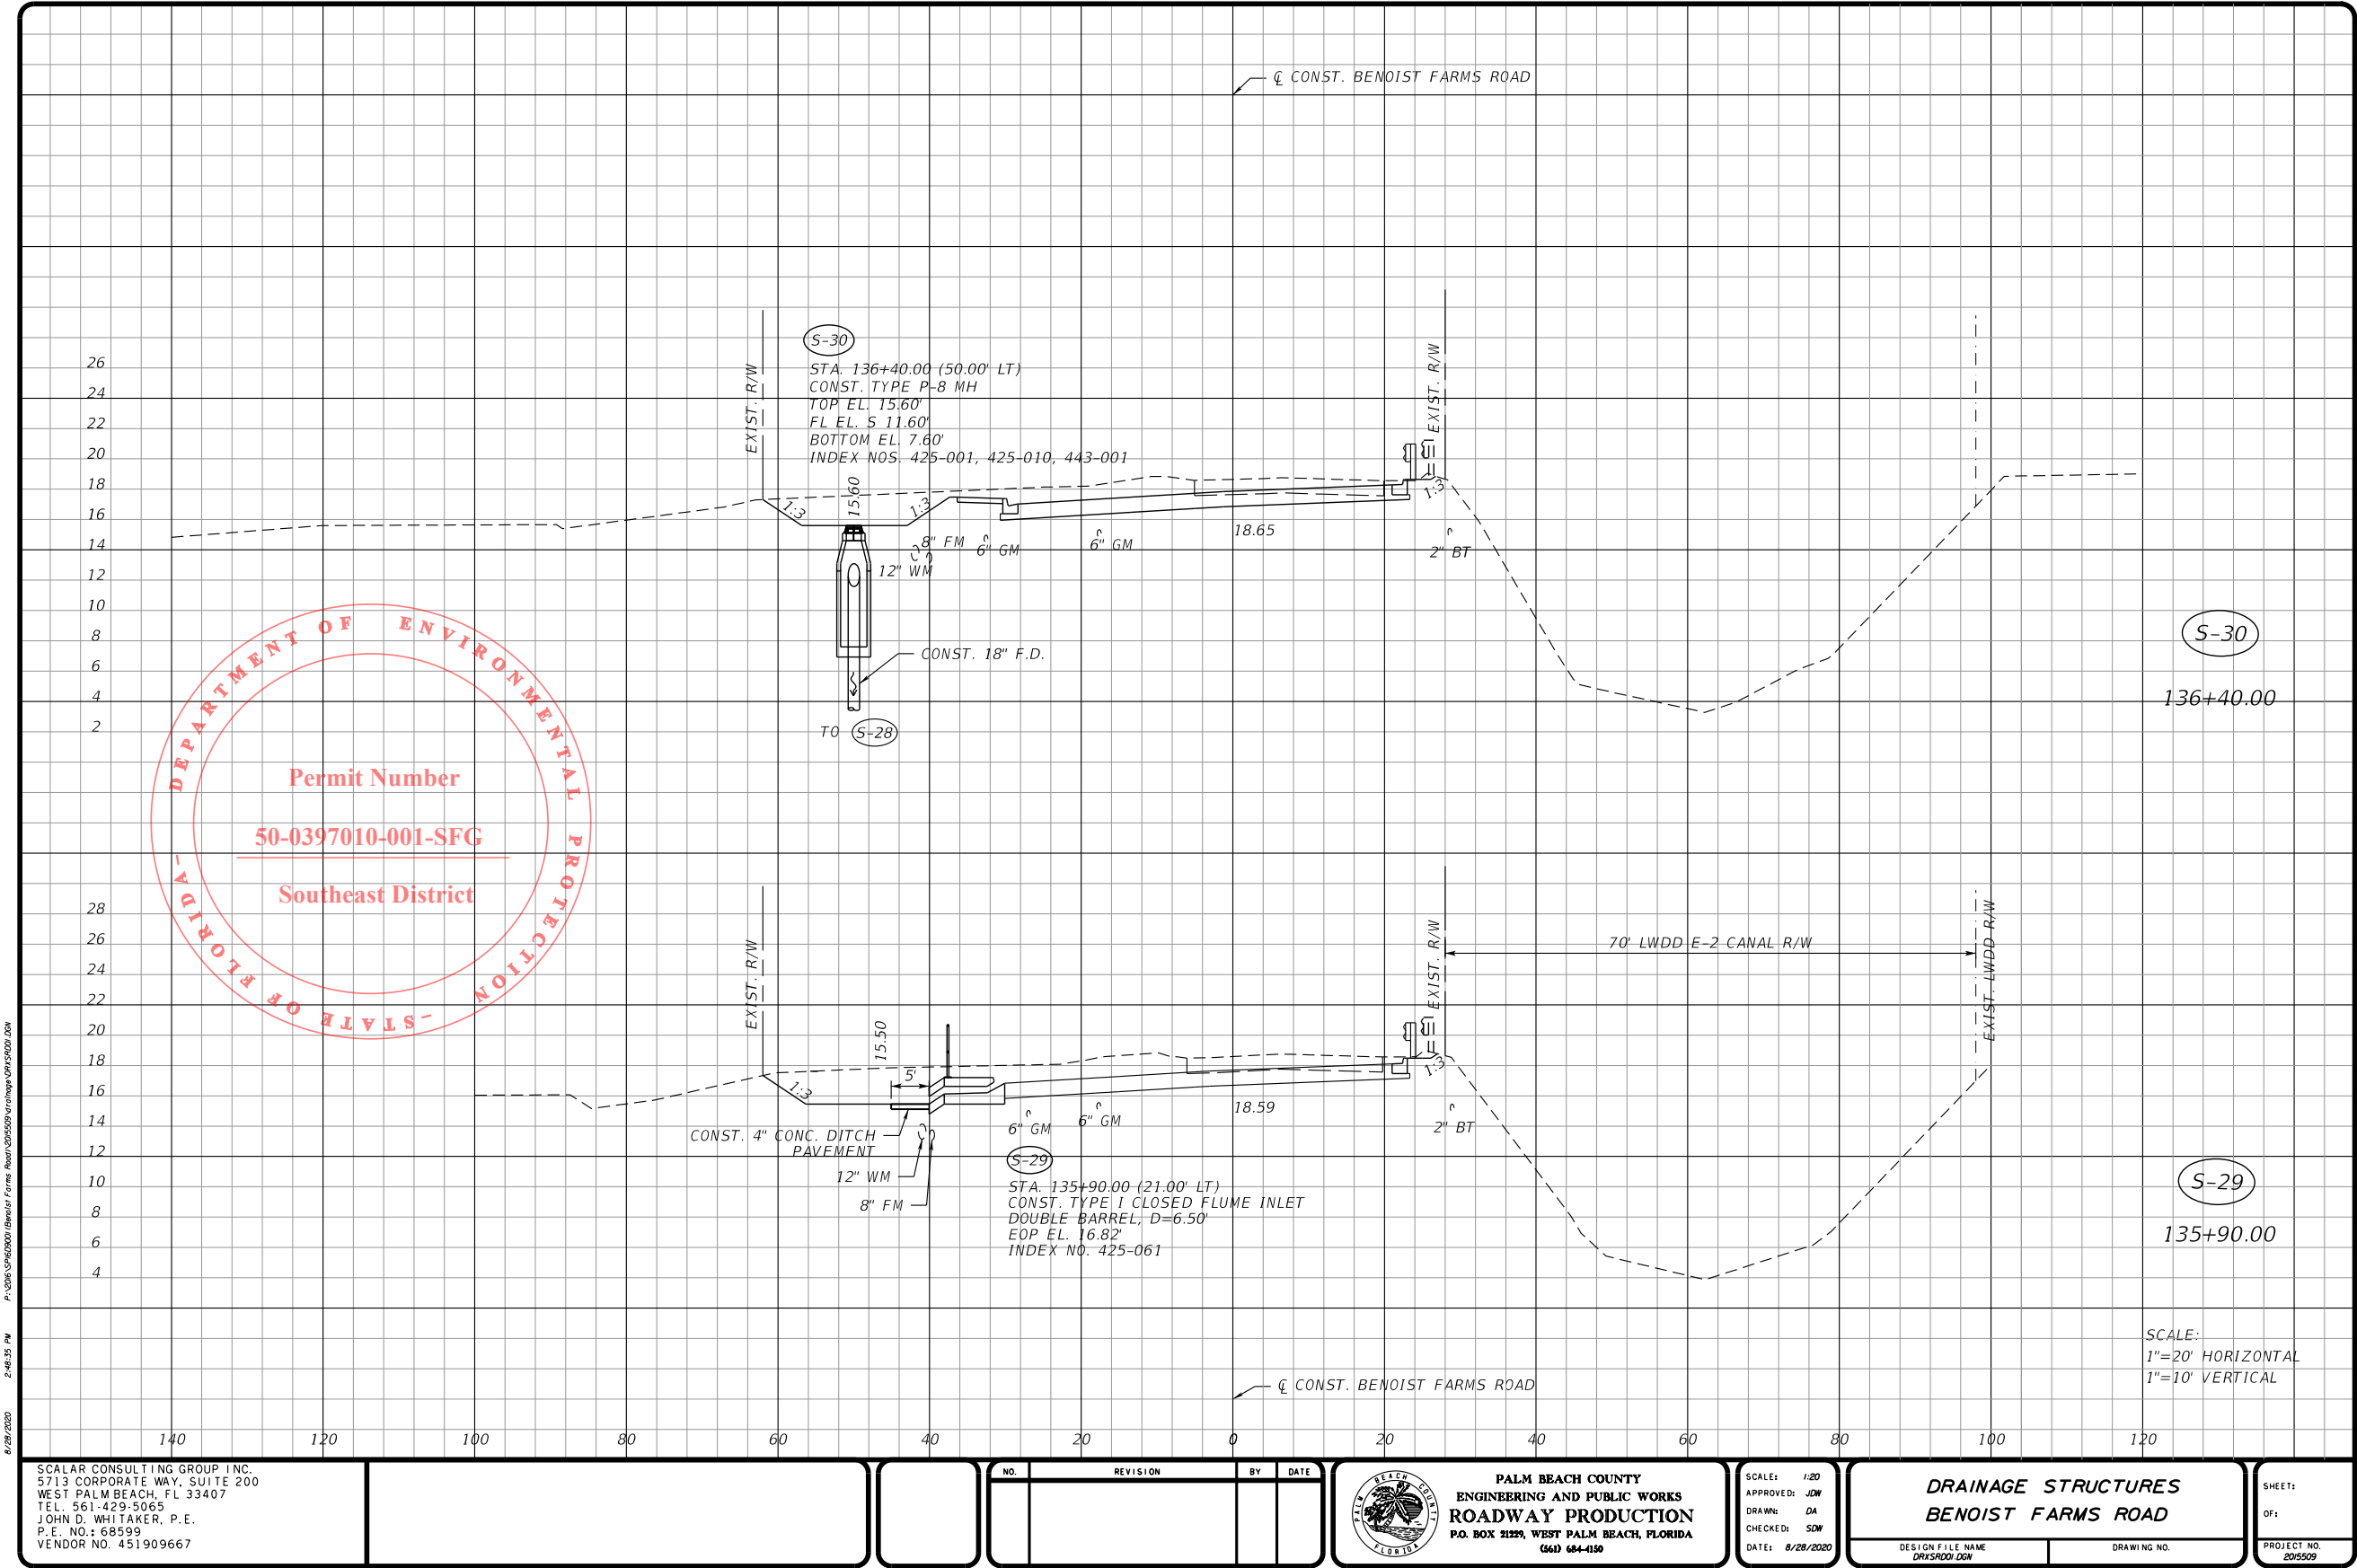 ℄ CONST. BENOIST FARMS ROAD
S-30
STA. 136+40.00 (50.00' LT)
CONST. TYPE P-8 MH
TOP EL. 15.60'
FL EL. S 11.60'
BOTTOM EL. 7.60'
INDEX NOS. 425-001, 425-010, 443-001
EXIST. R/W
EXIST. R/W
26
24
22
20
18
16
14
12
10
8
6
4
2
1:3
15.60
1:3
1:3
8" FM
6" GM
6" GM
12" WM
18.65
2" BT
CONST. 18" F.D.
TO S-28
S-30
136+40.00
STATE OF FLORIDA - DEPARTMENT OF ENVIRONMENTAL PROTECTION -
Permit Number
50-0397010-001-SFG
Southeast District
28
26
24
22
20
18
16
14
12
10
8
6
4
EXIST. R/W
EXIST. R/W
70' LWDD E-2 CANAL R/W
EXIST. LWDD R/W
15.50
5'
1:3
1:3
CONST. 4" CONC. DITCH
PAVEMENT
12" WM
8" FM
6" GM
6" GM
18.59
2" BT
S-29
STA. 135+90.00 (21.00' LT)
CONST. TYPE I CLOSED FLUME INLET
DOUBLE BARREL, D=6.50'
EOP EL. 16.82'
INDEX NO. 425-061
S-29
135+90.00
SCALE:
1"=20' HORIZONTAL
1"=10' VERTICAL
℄ CONST. BENOIST FARMS ROAD
140 120 100 80 60 40 20 0 20 40 60 80 100 120
8/28/2020 2:48:35 PM
SCALAR CONSULTING GROUP INC.
5713 CORPORATE WAY, SUITE 200
WEST PALM BEACH, FL 33407
TEL. 561-429-5065
JOHN D. WHITAKER, P.E.
P.E. NO.: 68599
VENDOR NO. 451909667
NO. REVISION BY DATE
PALM BEACH COUNTY
FLORIDA
PALM BEACH COUNTY
ENGINEERING AND PUBLIC WORKS
ROADWAY PRODUCTION
P.O. BOX 21229, WEST PALM BEACH, FLORIDA
(561) 684-4150
SCALE: 1:20
APPROVED: JDW
DRAWN: DA
CHECKED: SDW
DATE: 8/28/2020
DRAINAGE STRUCTURES
BENOIST FARMS ROAD
DESIGN FILE NAME
DRXSRD01.DGN
DRAWING NO.
SHEET:
OF:
PROJECT NO.
2015509